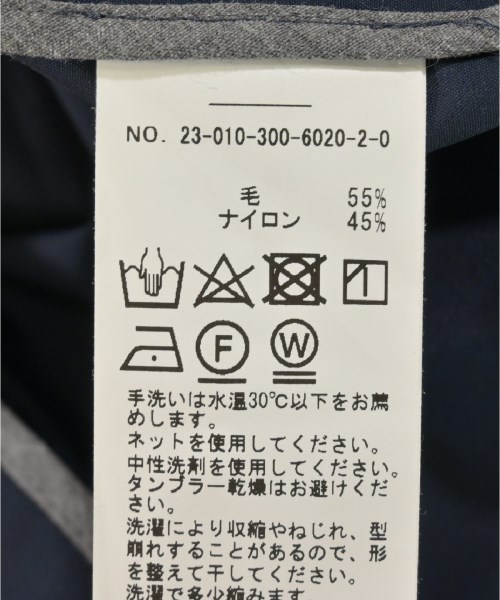 NO. 23-010-300-6020-2-0
毛 55%
ナイロン 45%
F W
手洗いは水温30℃以下をお薦
めします。
ネットを使用してください。
中性洗剤を使用してください。
タンブラー乾燥はお避けくだ
さい。
洗濯により収縮やねじれ、型
崩れすることがあるので、形
を整えて干してください。
洗濯で多少縮みます。